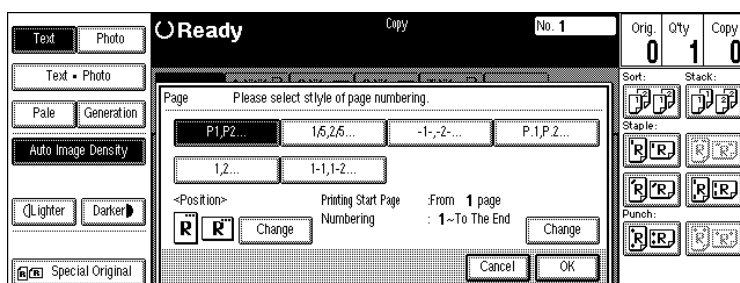 Text Photo
Text • Photo
Pale Generation
Auto Image Density
Lighter Darker
Special Original
Ready
Copy
No. 1
Page Please select stlyle of page numbering.
P1,P2... 1/5,2/5... -1-,-2-... P.1,P.2...
1,2... 1-1,1-2...
<Position> Printing Start Page :From 1 page
Numbering : 1~To The End
Change Change
Cancel OK
Orig. Q'ty Copy
0 1 0
Sort: Stack:
Staple:
Punch: